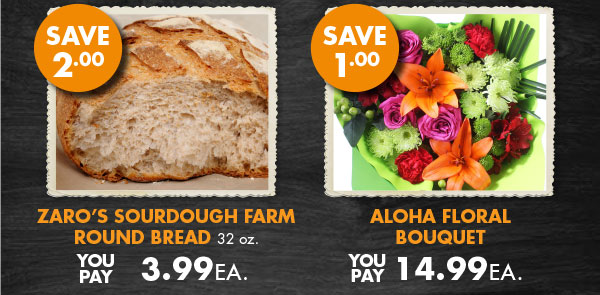 SAVE
2.00
ZARO'S SOURDOUGH FARM
ROUND BREAD 32 oz.
YOU
PAY 3.99EA.
SAVE
1.00
ALOHA FLORAL
BOUQUET
YOU
PAY 14.99EA.